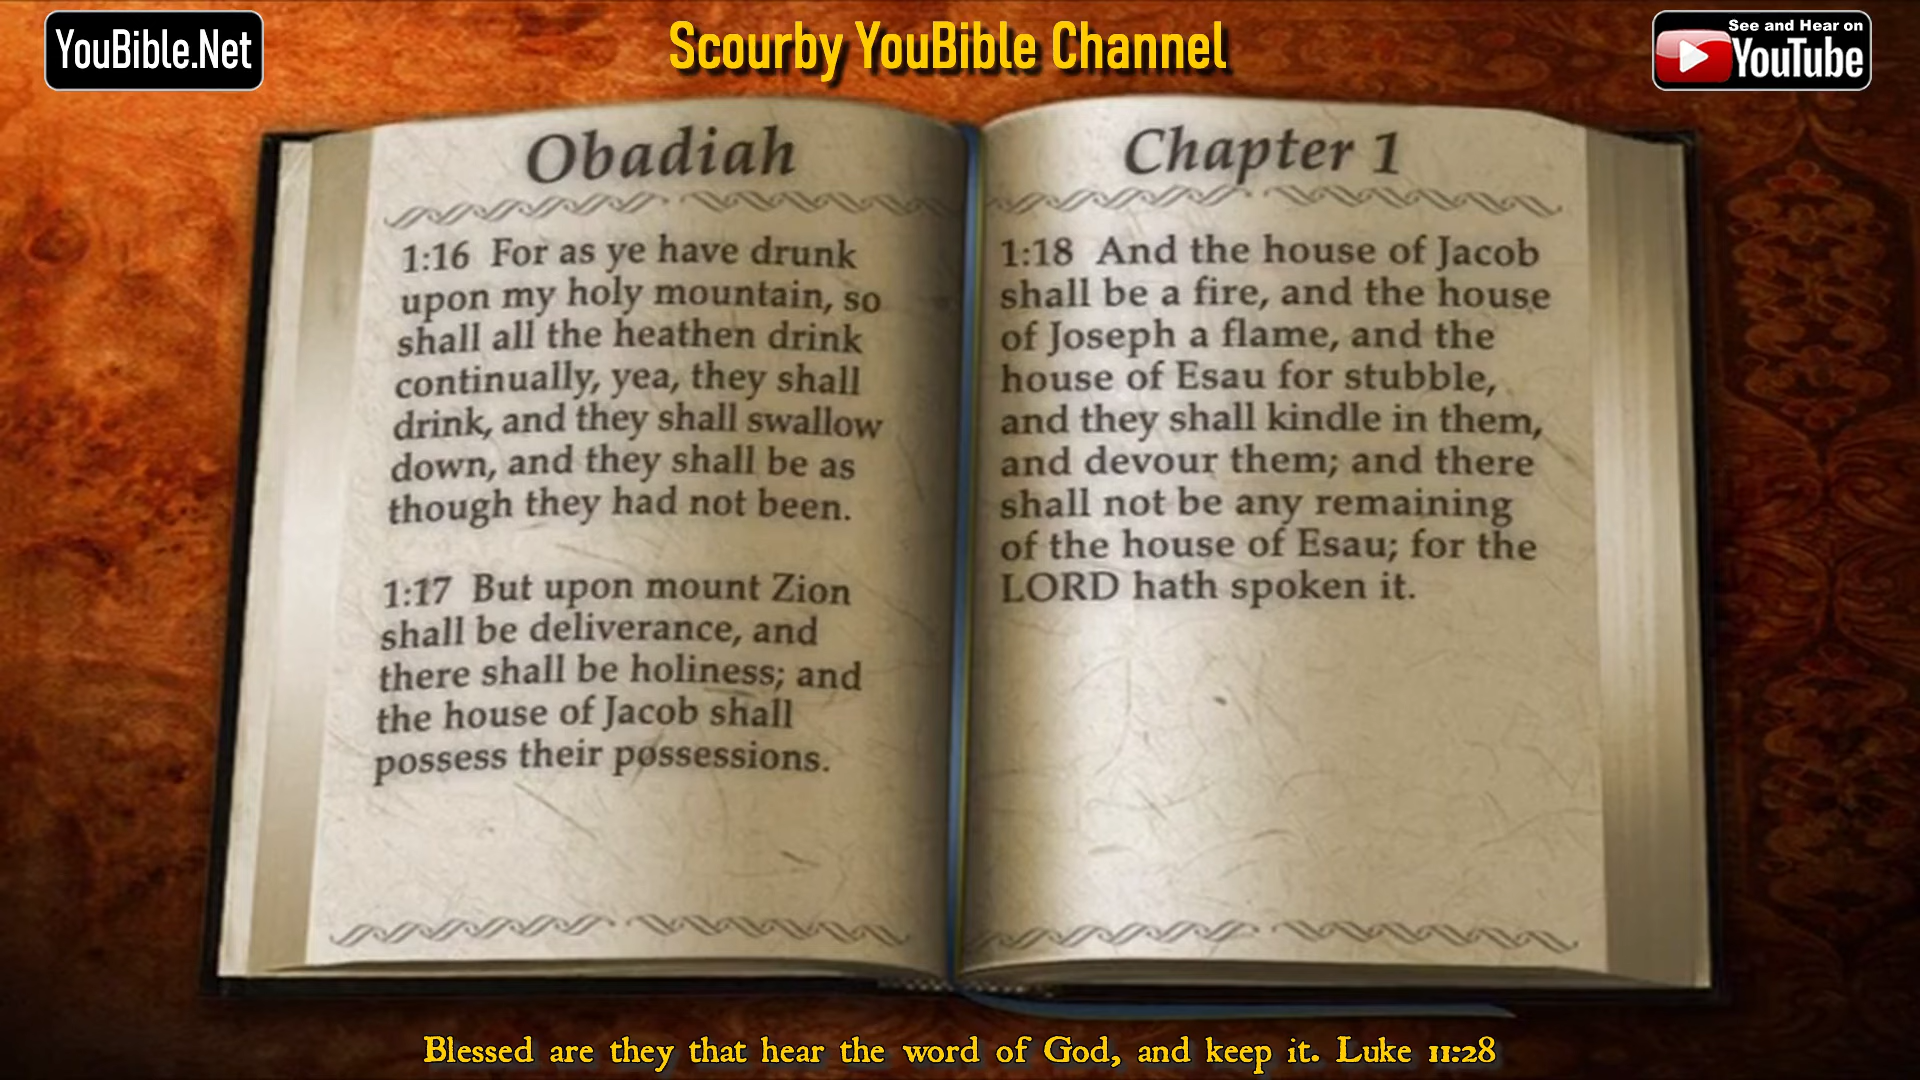 YouBible.Net
Scourby YouBible Channel
See and Hear on
YouTube
Obadiah
1:16 For as ye have drunk
upon my holy mountain, so
shall all the heathen drink
continually, yea, they shall
drink, and they shall swallow
down, and they shall be as
though they had not been.
1:17 But upon mount Zion
shall be deliverance, and
there shall be holiness; and
the house of Jacob shall
possess their possessions.
Chapter 1
1:18 And the house of Jacob
shall be a fire, and the house
of Joseph a flame, and the
house of Esau for stubble,
and they shall kindle in them,
and devour them; and there
shall not be any remaining
of the house of Esau; for the
LORD hath spoken it.
Blessed are they that hear the word of God, and keep it. Luke 11:28